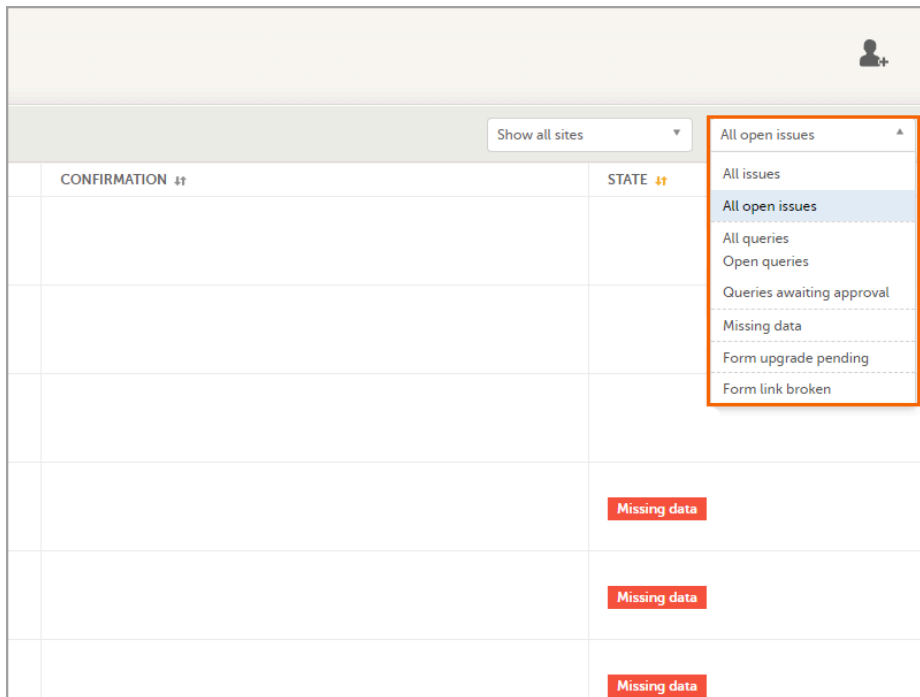 Show all sites
All open issues
CONFIRMATION
STATE
All issues
All open issues
All queries
Open queries
Queries awaiting approval
Missing data
Form upgrade pending
Form link broken
Missing data
Missing data
Missing data